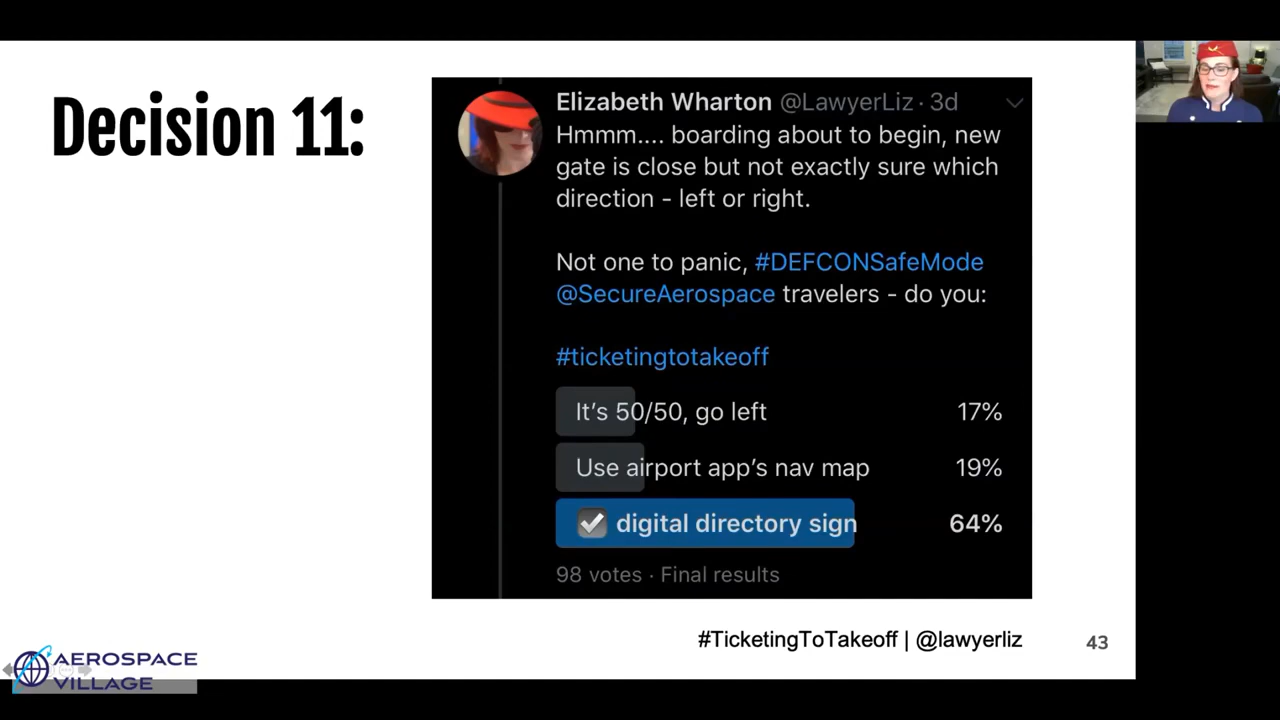 Decision 11:
Elizabeth Wharton @LawyerLiz · 3d
Hmmm.... boarding about to begin, new
gate is close but not exactly sure which
direction - left or right.
Not one to panic, #DEFCONSafeMode
@SecureAerospace travelers - do you:
#ticketingtotakeoff
It's 50/50, go left 17%
Use airport app's nav map 19%
☑ digital directory sign 64%
98 votes · Final results
#TicketingToTakeoff | @lawyerliz 43
AEROSPACE
VILLAGE